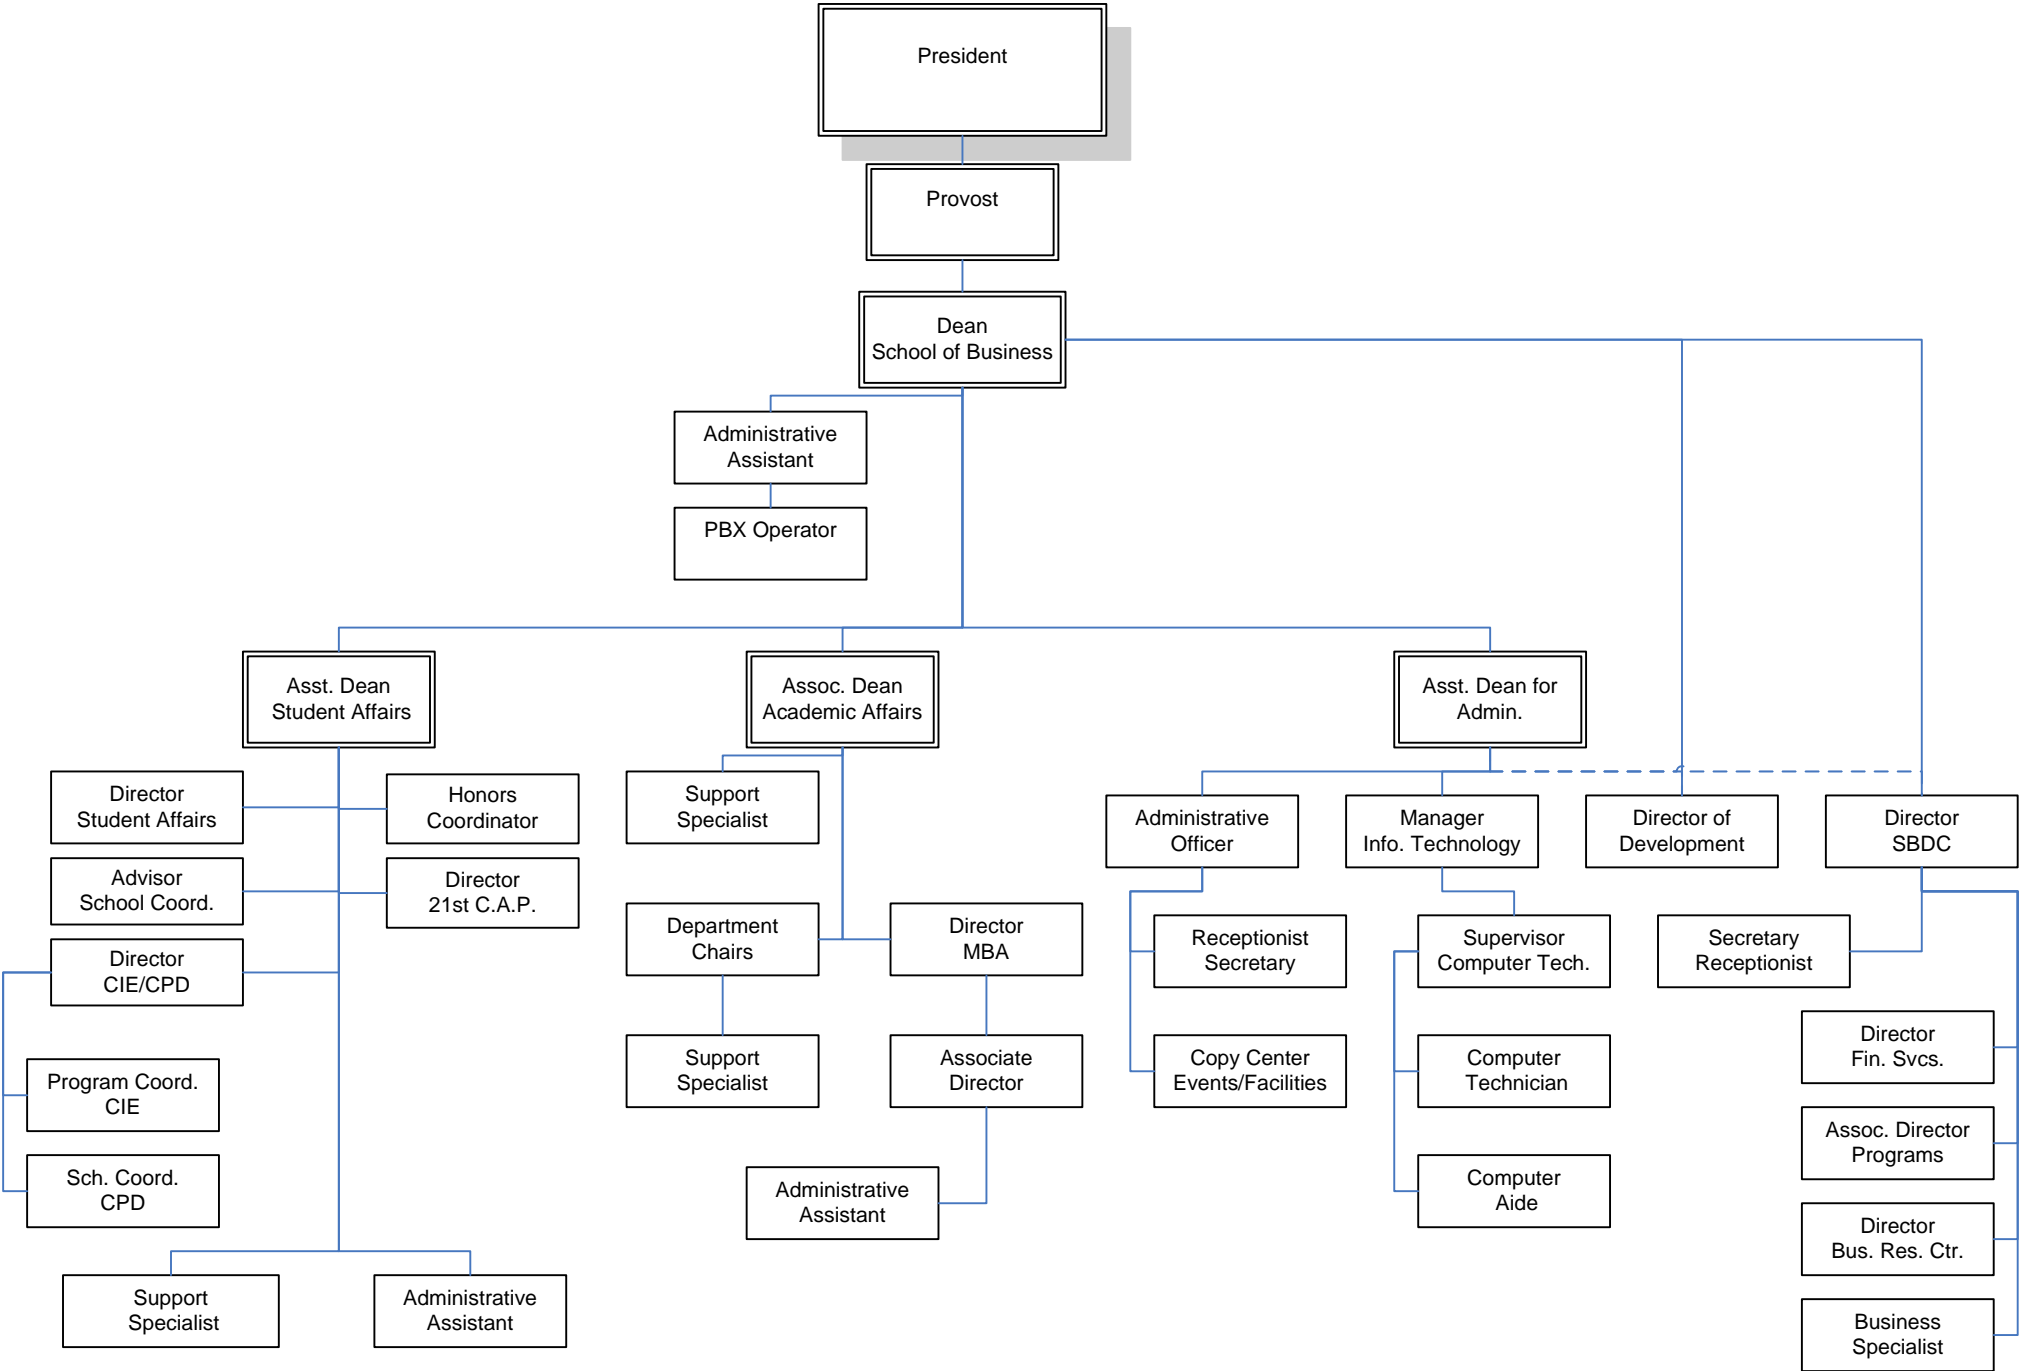 President
Provost
Dean
School of Business
Administrative
Assistant
PBX Operator
Asst. Dean
Student Affairs
Assoc. Dean
Academic Affairs
Asst. Dean for
Admin.
Director
Student Affairs
Honors
Coordinator
Advisor
School Coord.
Director
21st C.A.P.
Director
CIE/CPD
Program Coord.
CIE
Sch. Coord.
CPD
Support
Specialist
Administrative
Assistant
Support
Specialist
Department
Chairs
Director
MBA
Support
Specialist
Associate
Director
Administrative
Assistant
Administrative
Officer
Manager
Info. Technology
Director of
Development
Director
SBDC
Receptionist
Secretary
Copy Center
Events/Facilities
Supervisor
Computer Tech.
Computer
Technician
Computer
Aide
Secretary
Receptionist
Director
Fin. Svcs.
Assoc. Director
Programs
Director
Bus. Res. Ctr.
Business
Specialist